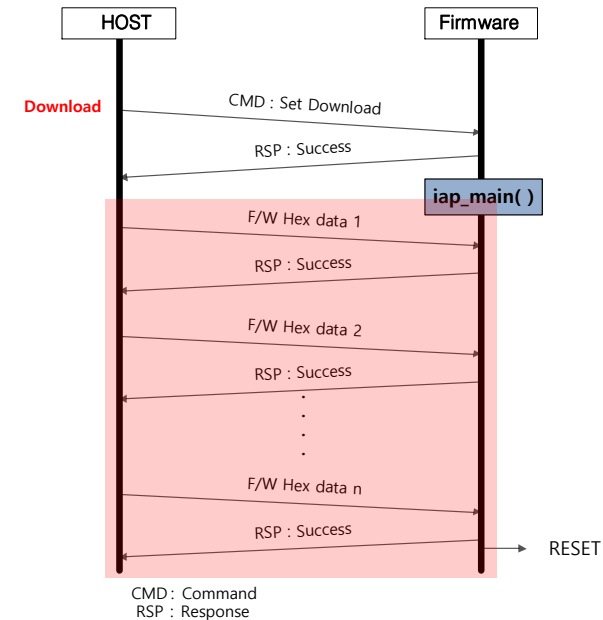 HOST
Firmware
Download
CMD : Set Download
RSP : Success
iap_main( )
F/W Hex data 1
RSP : Success
F/W Hex data 2
RSP : Success
.
.
.
.
F/W Hex data n
RSP : Success
RESET
CMD : Command
RSP : Response